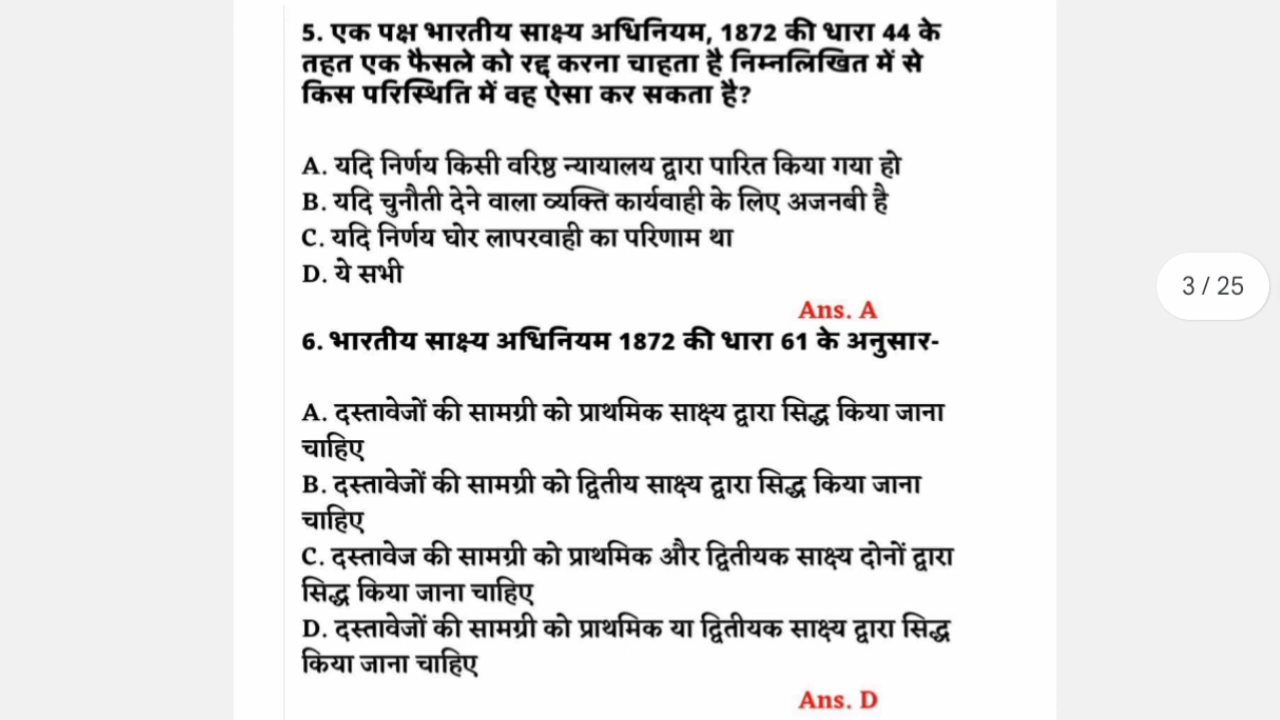 5. एक पक्ष भारतीय साक्ष्य अधिनियम, 1872 की धारा 44 के
तहत एक फैसले को रद्द करना चाहता है निम्नलिखित में से
किस परिस्थिति में वह ऐसा कर सकता है?
A. यदि निर्णय किसी वरिष्ठ न्यायालय द्वारा पारित किया गया हो
B. यदि चुनौती देने वाला व्यक्ति कार्यवाही के लिए अजनबी है
C. यदि निर्णय घोर लापरवाही का परिणाम था
D. ये सभी
Ans. A
6. भारतीय साक्ष्य अधिनियम 1872 की धारा 61 के अनुसार-
A. दस्तावेजों की सामग्री को प्राथमिक साक्ष्य द्वारा सिद्ध किया जाना
चाहिए
B. दस्तावेजों की सामग्री को द्वितीय साक्ष्य द्वारा सिद्ध किया जाना
चाहिए
C. दस्तावेज की सामग्री को प्राथमिक और द्वितीयक साक्ष्य दोनों द्वारा
सिद्ध किया जाना चाहिए
D. दस्तावेजों की सामग्री को प्राथमिक या द्वितीयक साक्ष्य द्वारा सिद्ध
किया जाना चाहिए
Ans. D
3 / 25